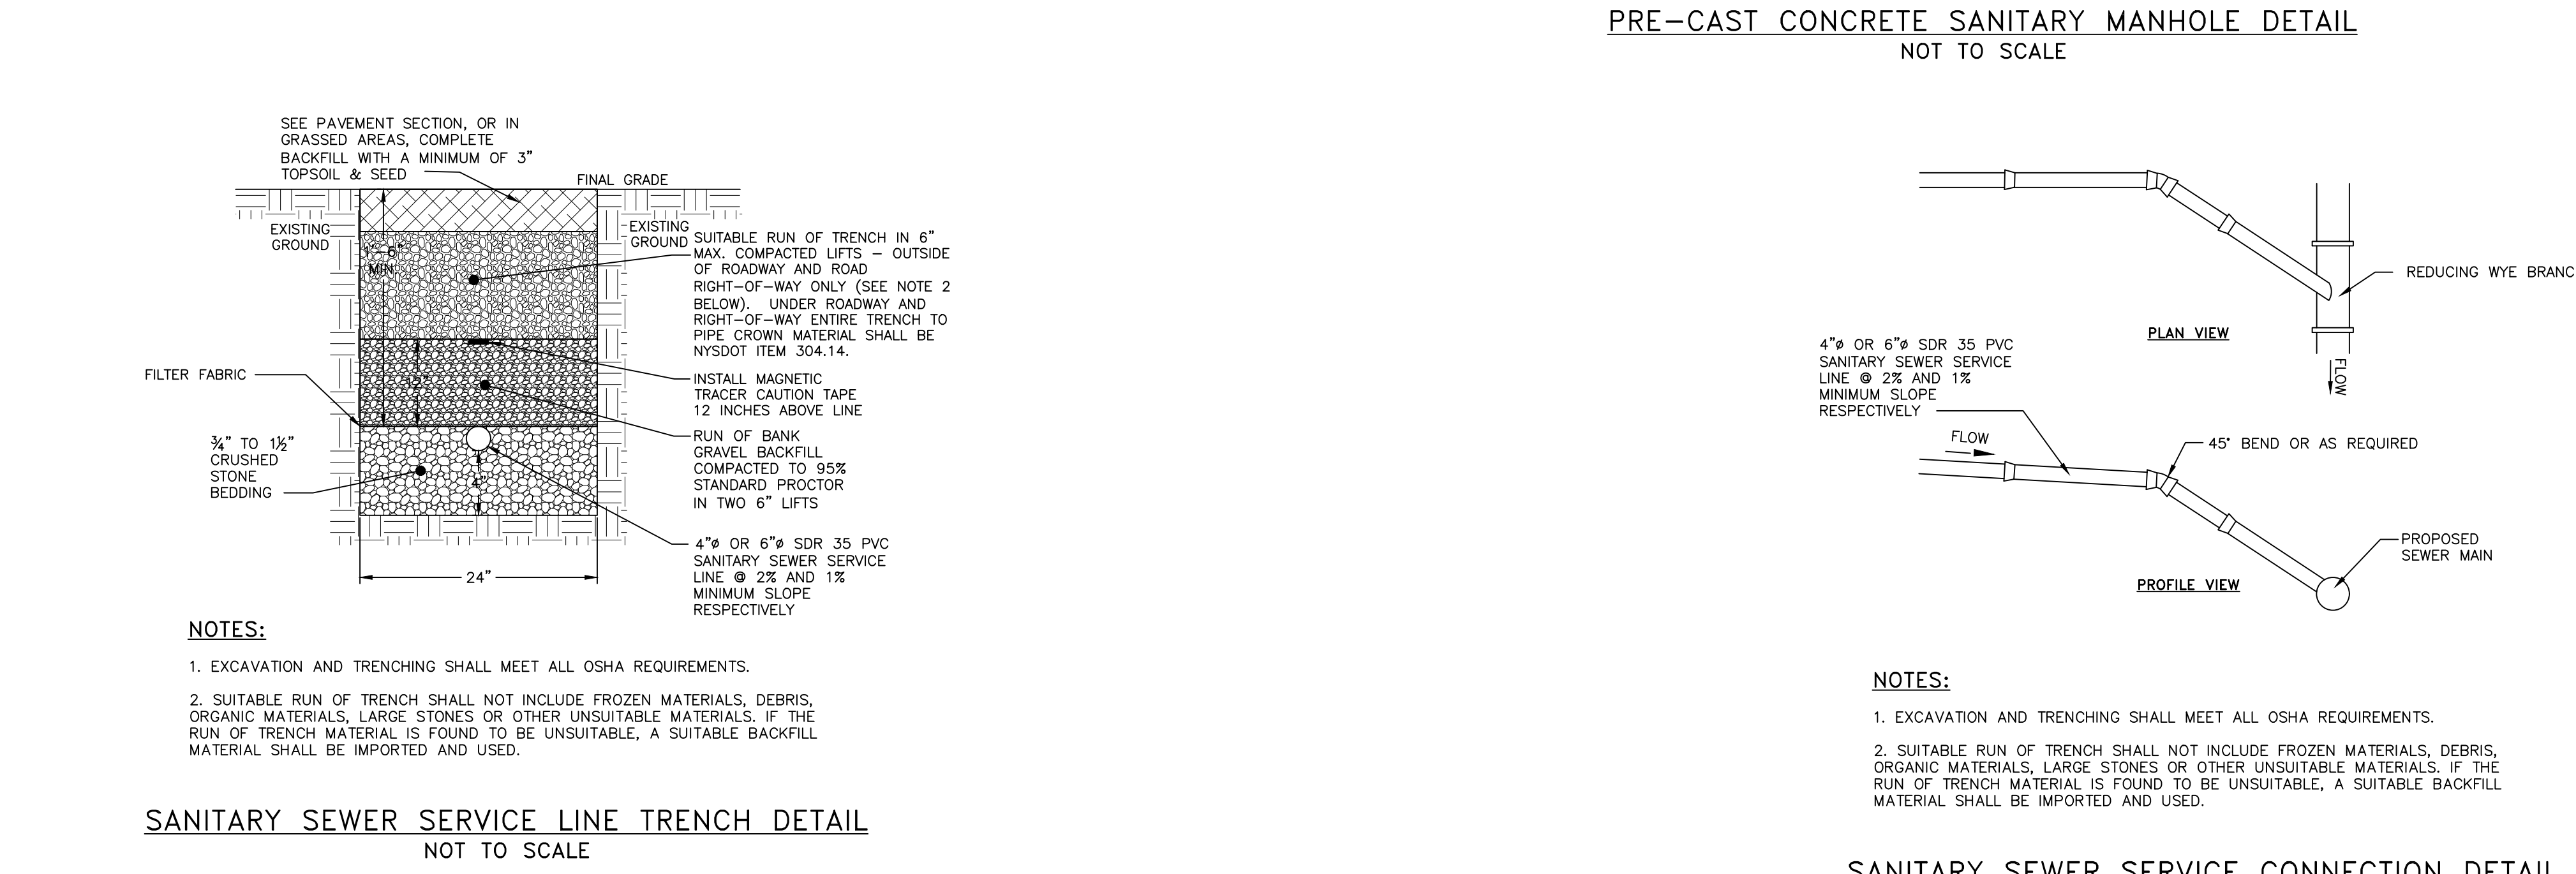 PRE-CAST CONCRETE SANITARY MANHOLE DETAIL
NOT TO SCALE
SEE PAVEMENT SECTION, OR IN
GRASSED AREAS, COMPLETE
BACKFILL WITH A MINIMUM OF 3"
TOPSOIL & SEED
FINAL GRADE
EXISTING
GROUND
EXISTING
GROUND
1'-6"
MIN
SUITABLE RUN OF TRENCH IN 6"
MAX. COMPACTED LIFTS – OUTSIDE
OF ROADWAY AND ROAD
RIGHT-OF-WAY ONLY (SEE NOTE 2
BELOW). UNDER ROADWAY AND
RIGHT-OF-WAY ENTIRE TRENCH TO
PIPE CROWN MATERIAL SHALL BE
NYSDOT ITEM 304.14.
FILTER FABRIC
12"
INSTALL MAGNETIC
TRACER CAUTION TAPE
12 INCHES ABOVE LINE
¾" TO 1½"
CRUSHED
STONE
BEDDING
RUN OF BANK
GRAVEL BACKFILL
COMPACTED TO 95%
STANDARD PROCTOR
IN TWO 6" LIFTS
4"
4"ø OR 6"ø SDR 35 PVC
SANITARY SEWER SERVICE
LINE @ 2% AND 1%
MINIMUM SLOPE
RESPECTIVELY
24"
NOTES:
1. EXCAVATION AND TRENCHING SHALL MEET ALL OSHA REQUIREMENTS.
2. SUITABLE RUN OF TRENCH SHALL NOT INCLUDE FROZEN MATERIALS, DEBRIS,
ORGANIC MATERIALS, LARGE STONES OR OTHER UNSUITABLE MATERIALS. IF THE
RUN OF TRENCH MATERIAL IS FOUND TO BE UNSUITABLE, A SUITABLE BACKFILL
MATERIAL SHALL BE IMPORTED AND USED.
SANITARY SEWER SERVICE LINE TRENCH DETAIL
NOT TO SCALE
REDUCING WYE BRANC
PLAN VIEW
FLOW
4"ø OR 6"ø SDR 35 PVC
SANITARY SEWER SERVICE
LINE @ 2% AND 1%
MINIMUM SLOPE
RESPECTIVELY
FLOW
45° BEND OR AS REQUIRED
PROPOSED
SEWER MAIN
PROFILE VIEW
NOTES:
1. EXCAVATION AND TRENCHING SHALL MEET ALL OSHA REQUIREMENTS.
2. SUITABLE RUN OF TRENCH SHALL NOT INCLUDE FROZEN MATERIALS, DEBRIS,
ORGANIC MATERIALS, LARGE STONES OR OTHER UNSUITABLE MATERIALS. IF THE
RUN OF TRENCH MATERIAL IS FOUND TO BE UNSUITABLE, A SUITABLE BACKFILL
MATERIAL SHALL BE IMPORTED AND USED.
SANITARY SEWER SERVICE CONNECTION DETAIL